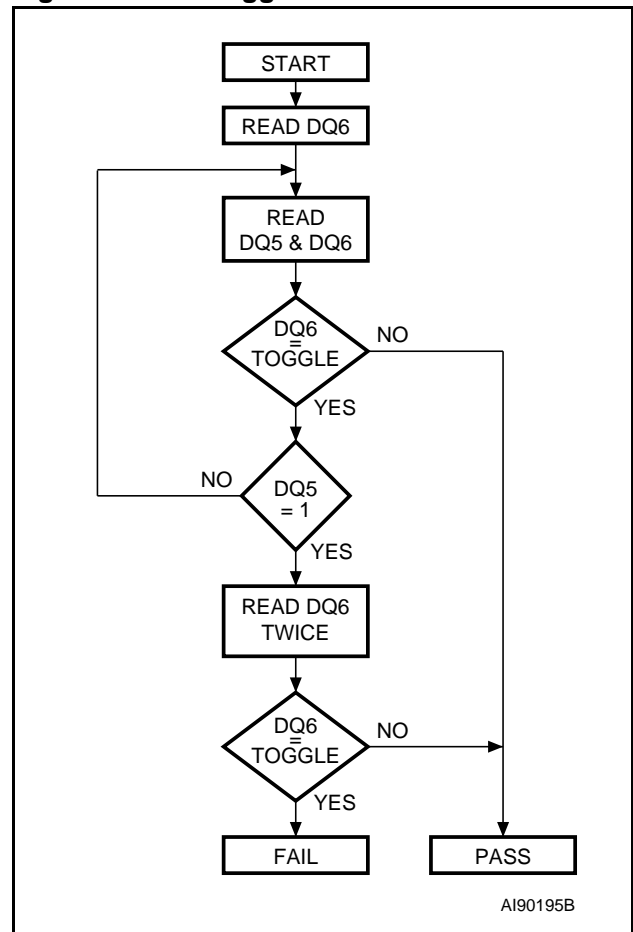 START
READ DQ6
READ
DQ5 & DQ6
DQ6
=
TOGGLE
NO
YES
NO
DQ5
= 1
YES
READ DQ6
TWICE
DQ6
=
TOGGLE
NO
YES
FAIL
PASS
AI90195B